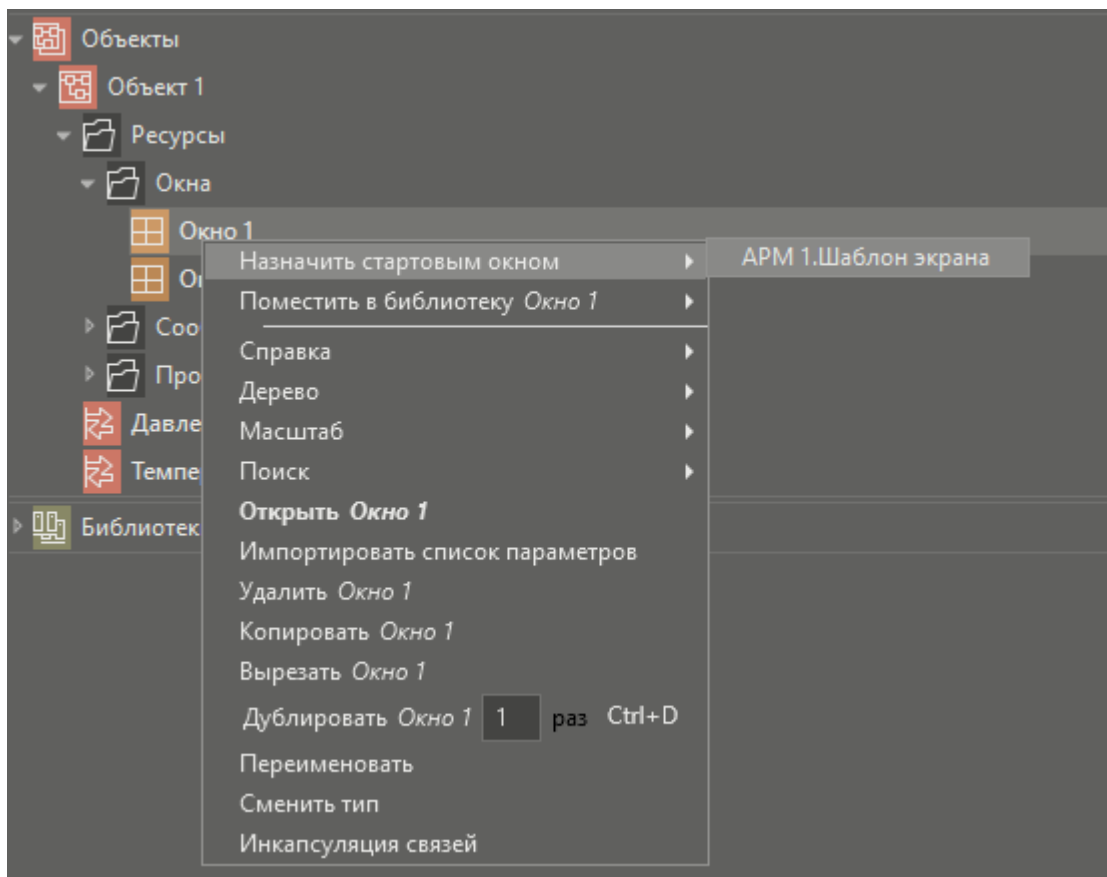 Объекты
Объект 1
Ресурсы
Окна
Окно 1
Назначить стартовым окном
АРМ 1.Шаблон экрана
Поместить в библиотеку Окно 1
Справка
Дерево
Масштаб
Поиск
Открыть Окно 1
Импортировать список параметров
Удалить Окно 1
Копировать Окно 1
Вырезать Окно 1
Дублировать Окно 1 1 раз Ctrl+D
Переименовать
Сменить тип
Инкапсуляция связей